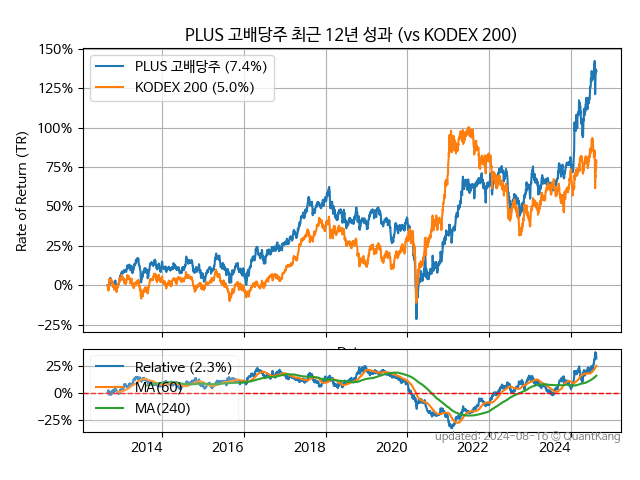 PLUS 고배당주 최근 12년 성과 (vs KODEX 200)
150%
125%
100%
75%
50%
25%
0%
−25%
Rate of Return (TR)
PLUS 고배당주 (7.4%)
KODEX 200 (5.0%)
25%
0%
−25%
Relative (2.3%)
MA(60)
MA(240)
2014
2016
2018
2020
2022
2024
updated: 2024-08-16 © QuantKang